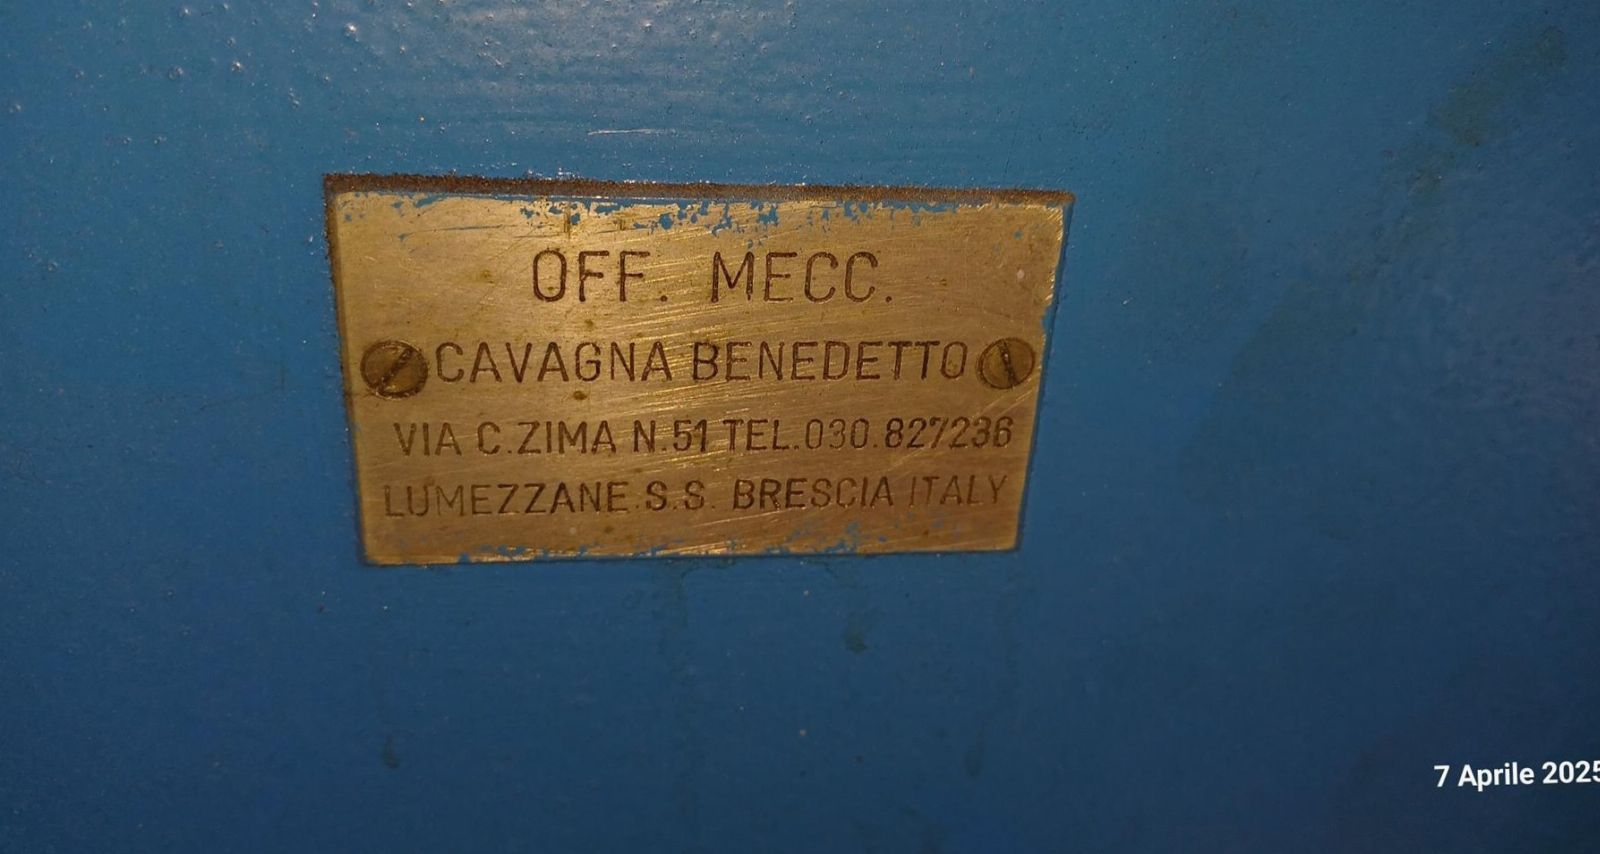 OFF. MECC.
CAVAGNA BENEDETTO
VIA C.ZIMA N.51 TEL.030.827236
LUMEZZANE S.S. BRESCIA ITALY
7 Aprile 2025